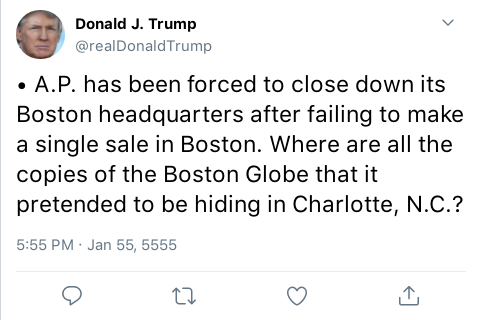 Donald J. Trump
@realDonaldTrump
• A.P. has been forced to close down its
Boston headquarters after failing to make
a single sale in Boston. Where are all the
copies of the Boston Globe that it
pretended to be hiding in Charlotte, N.C.?
5:55 PM · Jan 55, 5555